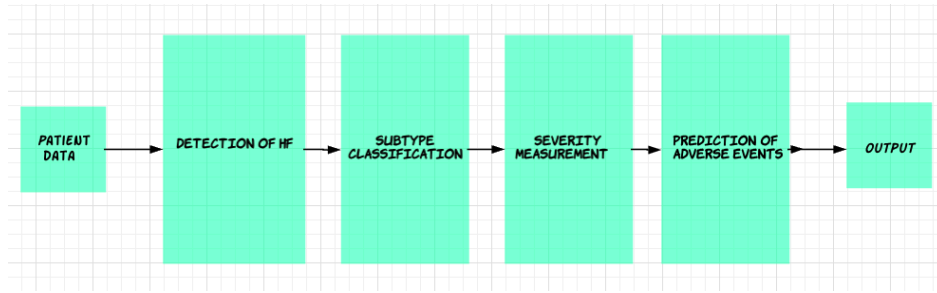 PATIENT
DATA
DETECTION OF HF
SUBTYPE
CLASSIFICATION
SEVERITY
MEASUREMENT
PREDICTION OF
ADVERSE EVENTS
OUTPUT